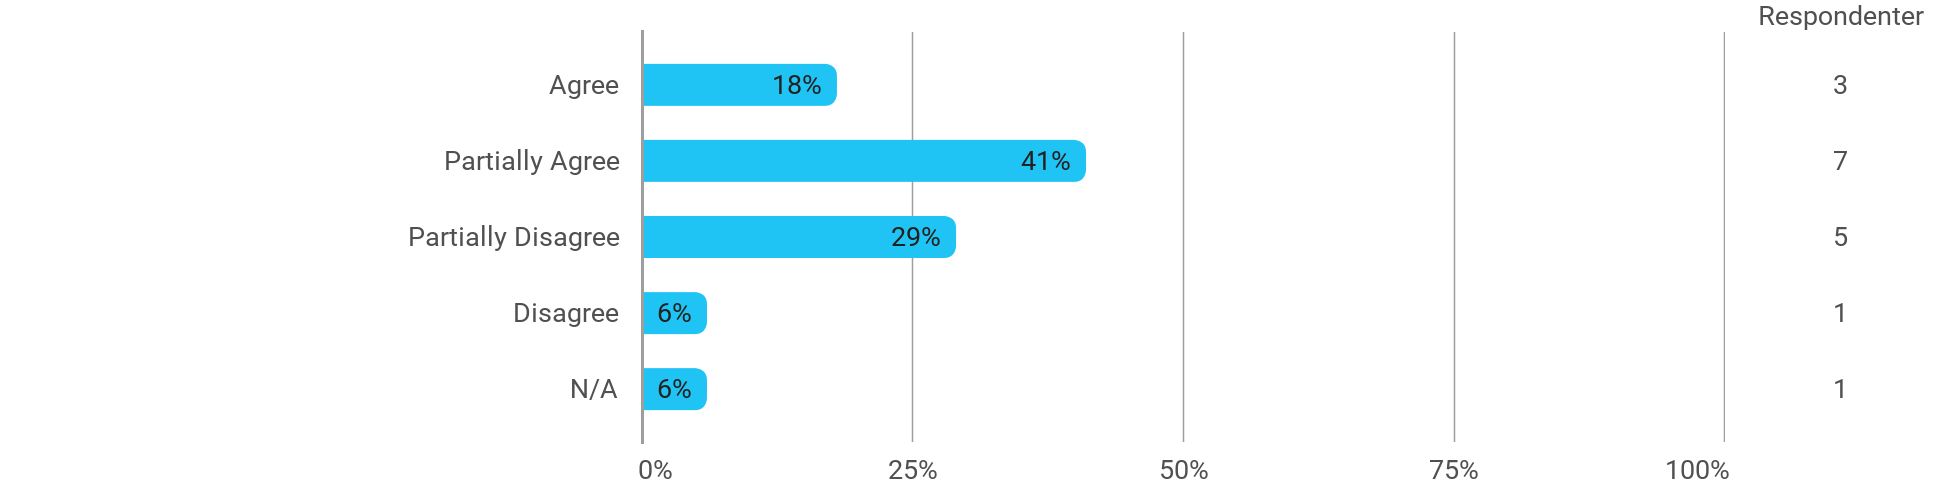 Respondenter
Agree 18% 3
Partially Agree 41% 7
Partially Disagree 29% 5
Disagree 6% 1
N/A 6% 1
0% 25% 50% 75% 100%